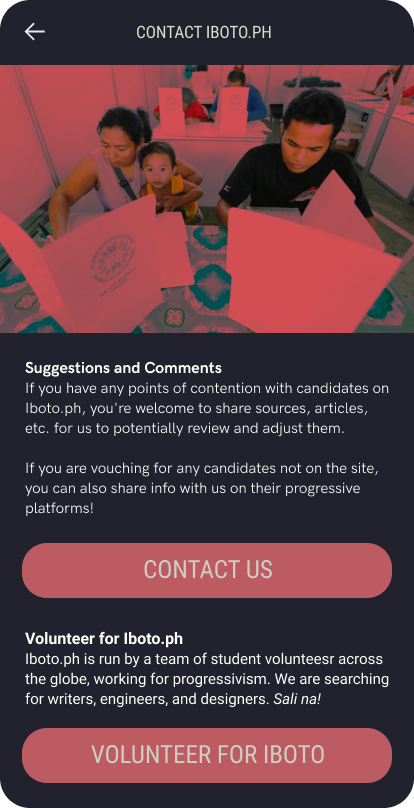 CONTACT IBOTO.PH
Suggestions and Comments
If you have any points of contention with candidates on
Iboto.ph, you're welcome to share sources, articles,
etc. for us to potentially review and adjust them.
If you are vouching for any candidates not on the site,
you can also share info with us on their progressive
platforms!
CONTACT US
Volunteer for Iboto.ph
Iboto.ph is run by a team of student volunteesr across
the globe, working for progressivism. We are searching
for writers, engineers, and designers. Sali na!
VOLUNTEER FOR IBOTO